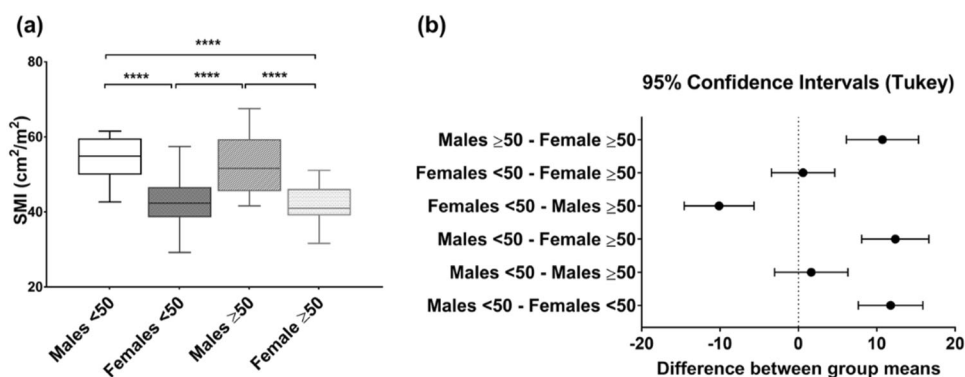 (a)
****
**** **** ****
80
60
40
20
SMI (cm²/m²)
Males <50
Females <50
Males ≥50
Female ≥50
(b)
95% Confidence Intervals (Tukey)
Males ≥50 - Female ≥50
Females <50 - Female ≥50
Females <50 - Males ≥50
Males <50 - Female ≥50
Males <50 - Males ≥50
Males <50 - Females <50
-20 -10 0 10 20
Difference between group means